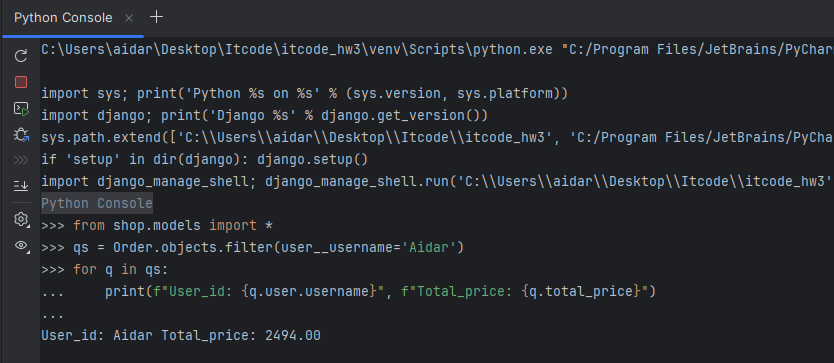 Python Console × +
C:\Users\aidar\Desktop\Itcode\itcode_hw3\venv\Scripts\python.exe "C:/Program Files/JetBrains/PyChar
import sys; print('Python %s on %s' % (sys.version, sys.platform))
import django; print('Django %s' % django.get_version())
sys.path.extend(['C:\\Users\\aidar\\Desktop\\Itcode\\itcode_hw3', 'C:/Program Files/JetBrains/PyChar
if 'setup' in dir(django): django.setup()
import django_manage_shell; django_manage_shell.run('C:\\Users\\aidar\\Desktop\\Itcode\\itcode_hw3'
Python Console
>>> from shop.models import *
>>> qs = Order.objects.filter(user__username='Aidar')
>>> for q in qs:
...     print(f"User_id: {q.user.username}", f"Total_price: {q.total_price}")
...
User_id: Aidar Total_price: 2494.00